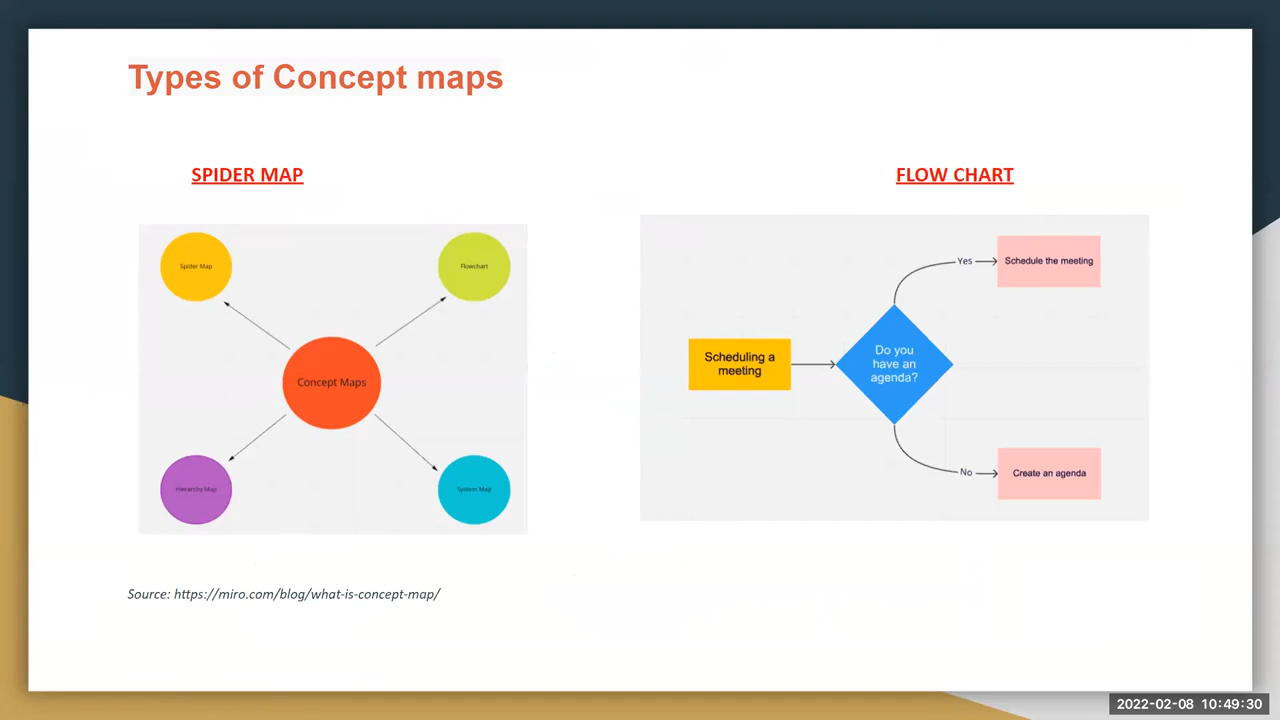 Types of Concept maps
SPIDER MAP
FLOW CHART
Spider Map
Flowchart
Concept Maps
Hierarchy Map
System Map
Yes
Schedule the meeting
Scheduling a
meeting
Do you
have an
agenda?
No
Create an agenda
Source: https://miro.com/blog/what-is-concept-map/
2022-02-08 10:49:30